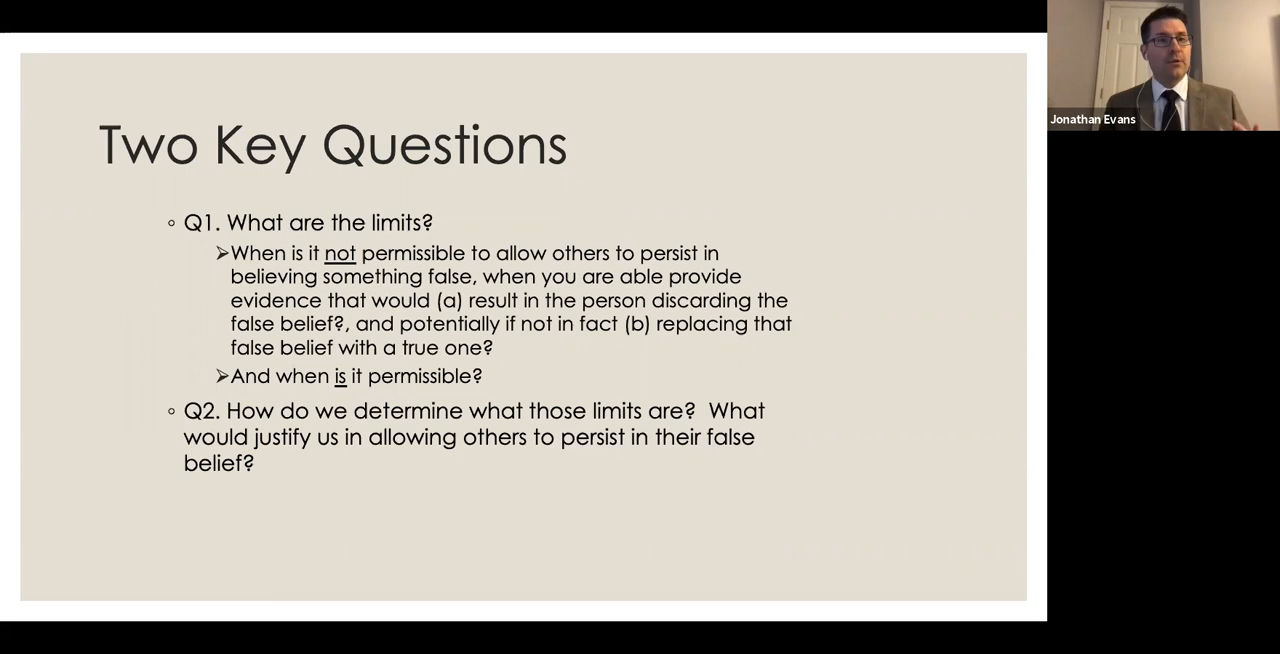 Two Key Questions
◦ Q1. What are the limits?
➢When is it not permissible to allow others to persist in
believing something false, when you are able provide
evidence that would (a) result in the person discarding the
false belief?, and potentially if not in fact (b) replacing that
false belief with a true one?
➢And when is it permissible?
◦ Q2. How do we determine what those limits are?  What
would justify us in allowing others to persist in their false
belief?
Jonathan Evans